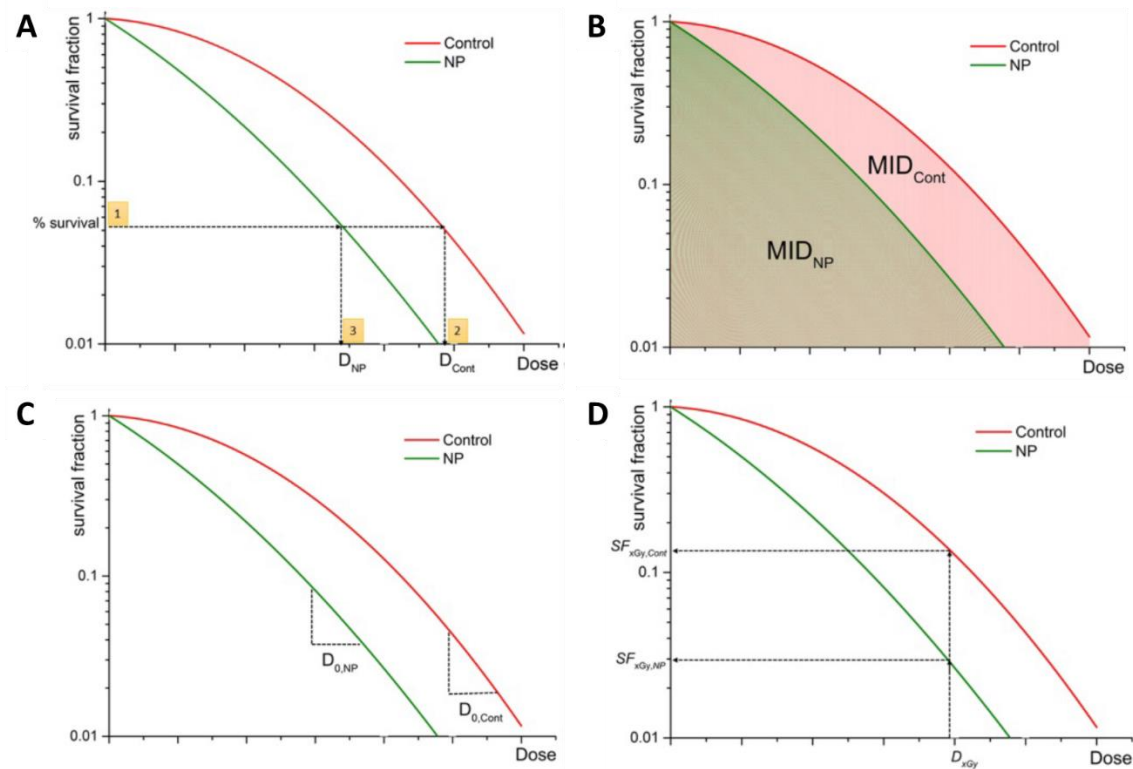 A
survival fraction
1
0.1
0.01
% survival
1
Control
NP
3
2
D_NP
D_Cont
Dose
B
survival fraction
1
0.1
0.01
Control
NP
MID_Cont
MID_NP
Dose
C
survival fraction
1
0.1
0.01
Control
NP
D_0,NP
D_0,Cont
Dose
D
survival fraction
1
0.1
0.01
Control
NP
SF_xGy,Cont
SF_xGy,NP
D_xGy
Dose